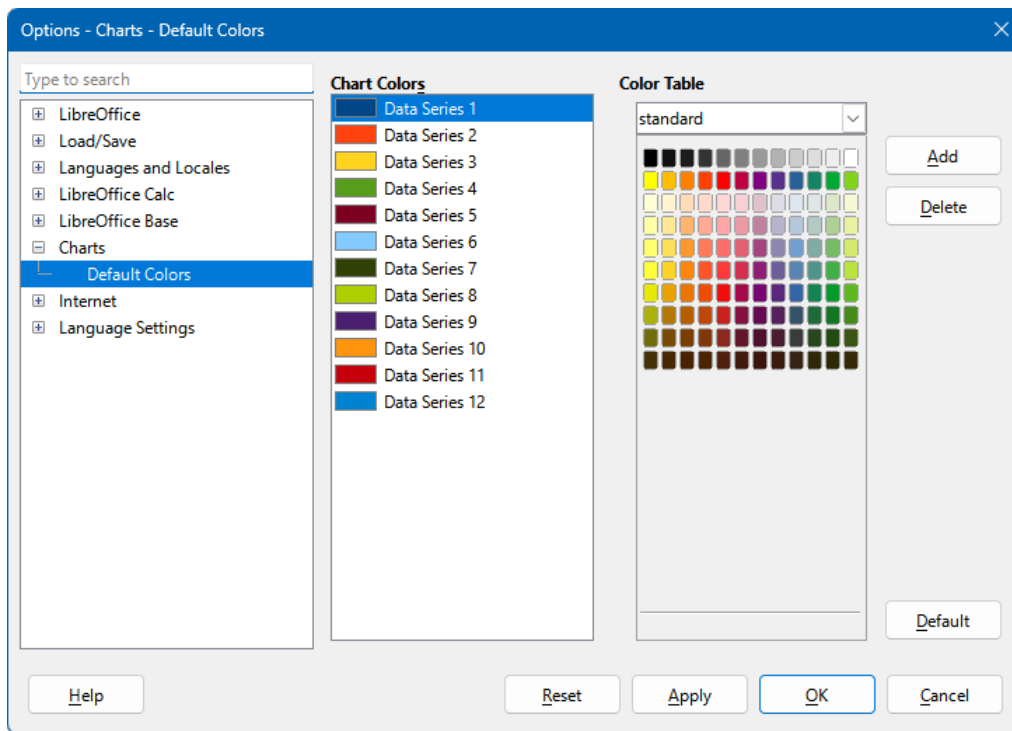 Options - Charts - Default Colors
Type to search
LibreOffice
Load/Save
Languages and Locales
LibreOffice Calc
LibreOffice Base
Charts
Default Colors
Internet
Language Settings
Chart Colors
Data Series 1
Data Series 2
Data Series 3
Data Series 4
Data Series 5
Data Series 6
Data Series 7
Data Series 8
Data Series 9
Data Series 10
Data Series 11
Data Series 12
Color Table
standard
Add
Delete
Default
Help
Reset
Apply
OK
Cancel